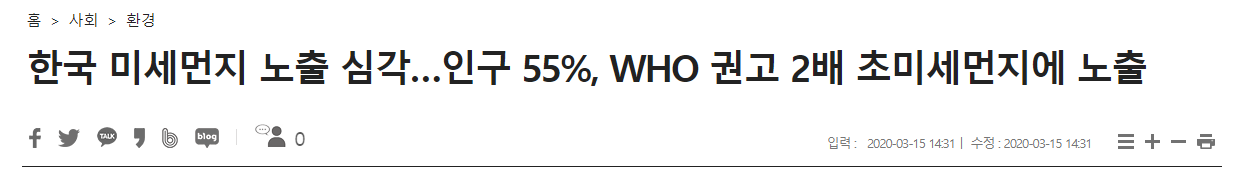 홈 > 사회 > 환경
한국 미세먼지 노출 심각...인구 55%, WHO 권고 2배 초미세먼지에 노출
TALK blog 0 입력 : 2020-03-15 14:31 | 수정 : 2020-03-15 14:31